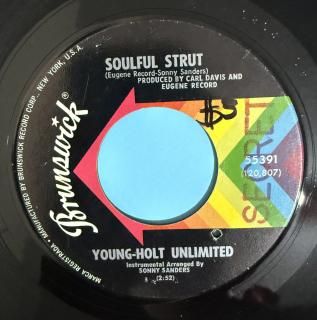 SOULFUL STRUT
(Eugene Record-Sonny Sanders)
PRODUCED BY CARL DAVIS and
EUGENE RECORD
Brunswick
SECRET
55391
(120,807)
YOUNG-HOLT UNLIMITED
Instrumental Arranged By
SONNY SANDERS
(2:52)
MARCA REGISTRADA • MANUFACTURED BY BRUNSWICK RECORD CORP. NEW YORK, U.S.A.